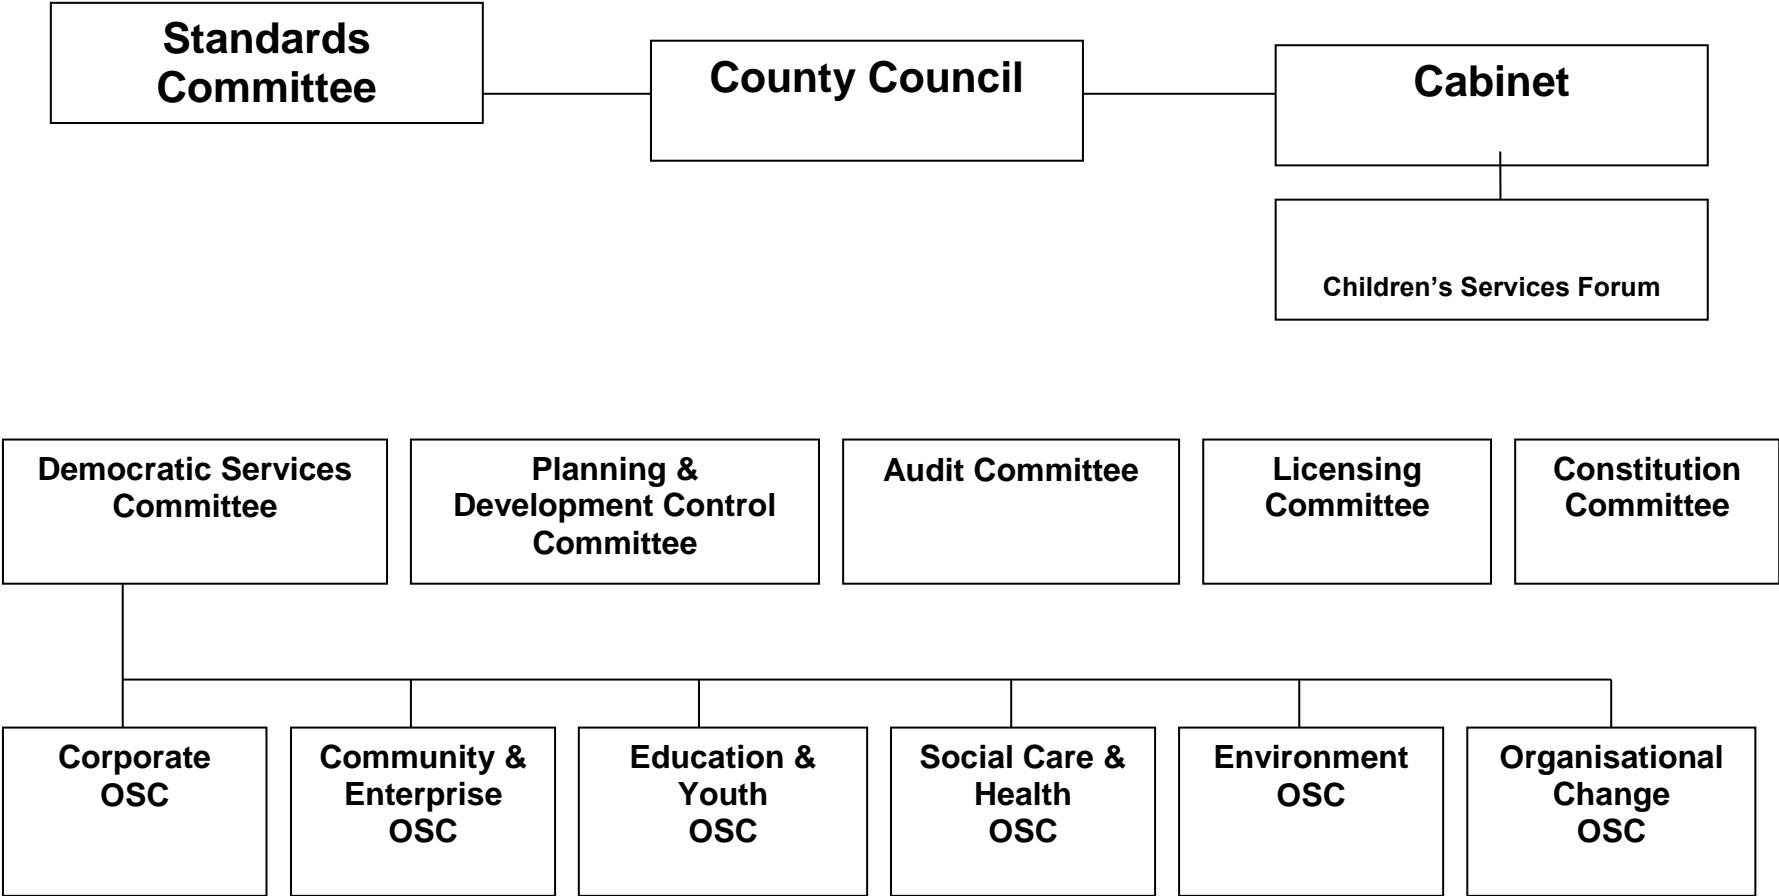 Standards
Committee
County Council
Cabinet
Children’s Services Forum
Democratic Services
Committee
Planning &
Development Control
Committee
Audit Committee
Licensing
Committee
Constitution
Committee
Corporate
OSC
Community &
Enterprise
OSC
Education &
Youth
OSC
Social Care &
Health
OSC
Environment
OSC
Organisational
Change
OSC